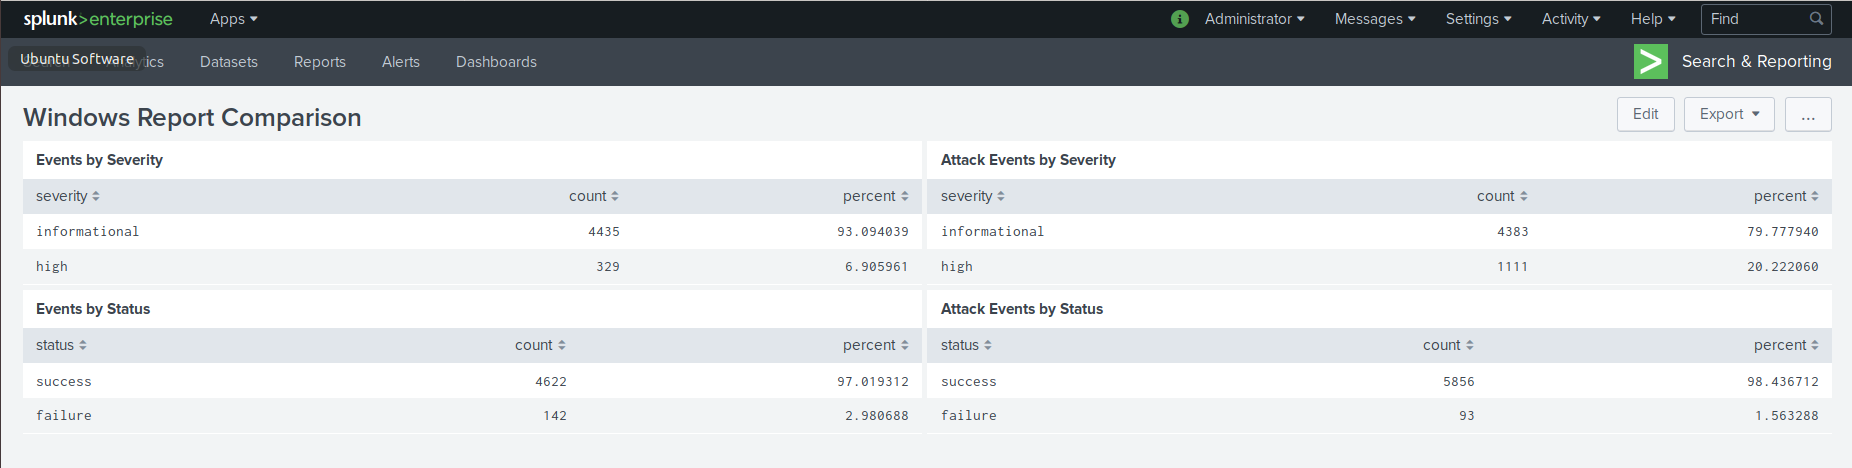 splunk>enterprise Apps Administrator Messages Settings Activity Help Find
Ubuntu Software Datasets Reports Alerts Dashboards Search & Reporting
Windows Report Comparison Edit Export ...
Events by Severity
severity count percent
informational 4435 93.094039
high 329 6.905961
Attack Events by Severity
severity count percent
informational 4383 79.777940
high 1111 20.222060
Events by Status
status count percent
success 4622 97.019312
failure 142 2.980688
Attack Events by Status
status count percent
success 5856 98.436712
failure 93 1.563288